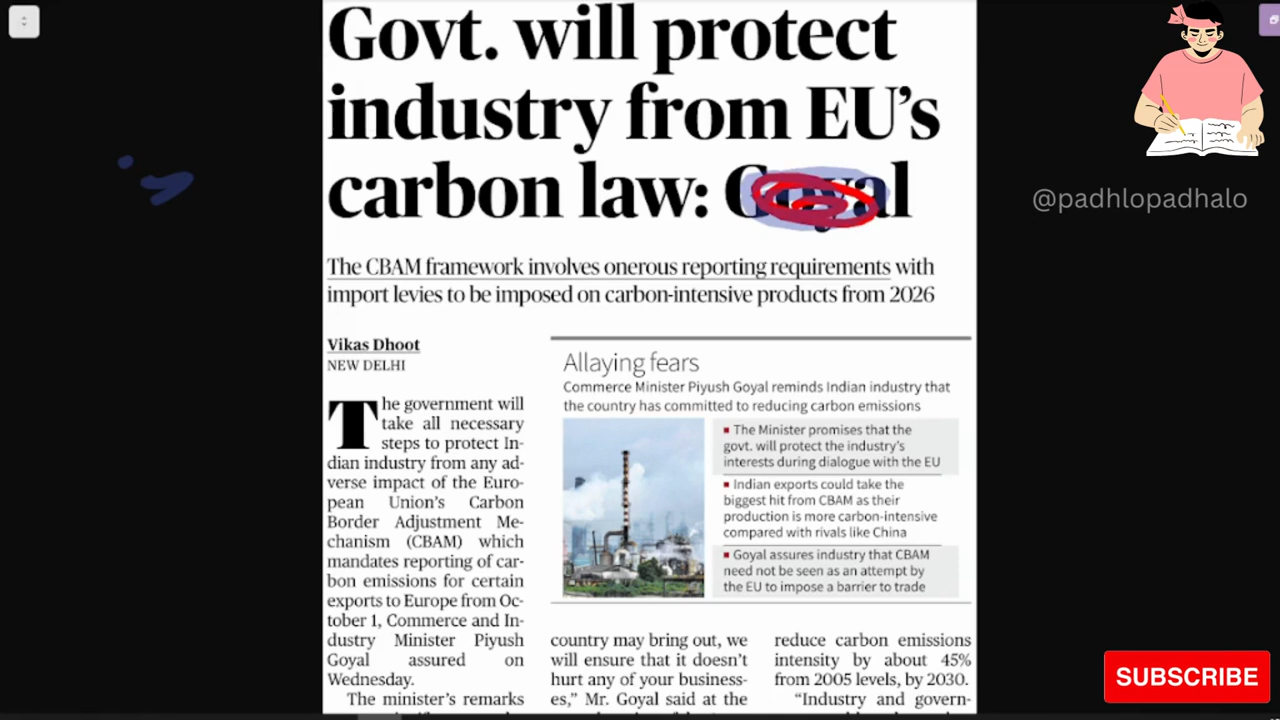 Govt. will protect
industry from EU's
carbon law: Goyal
The CBAM framework involves onerous reporting requirements with
import levies to be imposed on carbon-intensive products from 2026
Vikas Dhoot
NEW DELHI
The government will
take all necessary
steps to protect In-
dian industry from any ad-
verse impact of the Euro-
pean Union's Carbon
Border Adjustment Me-
chanism (CBAM) which
mandates reporting of car-
bon emissions for certain
exports to Europe from Oc-
tober 1, Commerce and In-
dustry Minister Piyush
Goyal assured on
Wednesday.
The minister's remarks
Allaying fears
Commerce Minister Piyush Goyal reminds Indian industry that
the country has committed to reducing carbon emissions
The Minister promises that the
govt. will protect the industry's
interests during dialogue with the EU
Indian exports could take the
biggest hit from CBAM as their
production is more carbon-intensive
compared with rivals like China
Goyal assures industry that CBAM
need not be seen as an attempt by
the EU to impose a barrier to trade
country may bring out, we
will ensure that it doesn't
hurt any of your business-
es," Mr. Goyal said at the
reduce carbon emissions
intensity by about 45%
from 2005 levels, by 2030.
"Industry and govern-
@padhlopadhalo
SUBSCRIBE